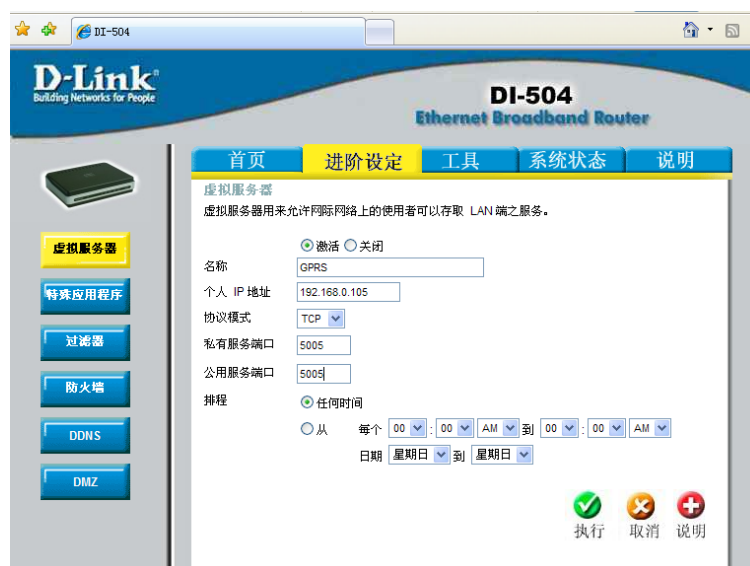 DI-504
D-Link®
Building Networks for People
DI-504
Ethernet Broadband Router
首页 进阶设定 工具 系统状态 说明
虚拟服务器
虚拟服务器用来允许网际网络上的使用者可以存取 LAN 端之服务。
激活 关闭
虚拟服务器
名称 GPRS
特殊应用程序
个人 IP 地址 192.168.0.105
协议模式 TCP
过滤器
私有服务端口 5005
公用服务端口 5005
防火墙
排程 任何时间
从 每个 00 : 00 AM 到 00 : 00 AM
DDNS
日期 星期日 到 星期日
DMZ
执行 取消 说明